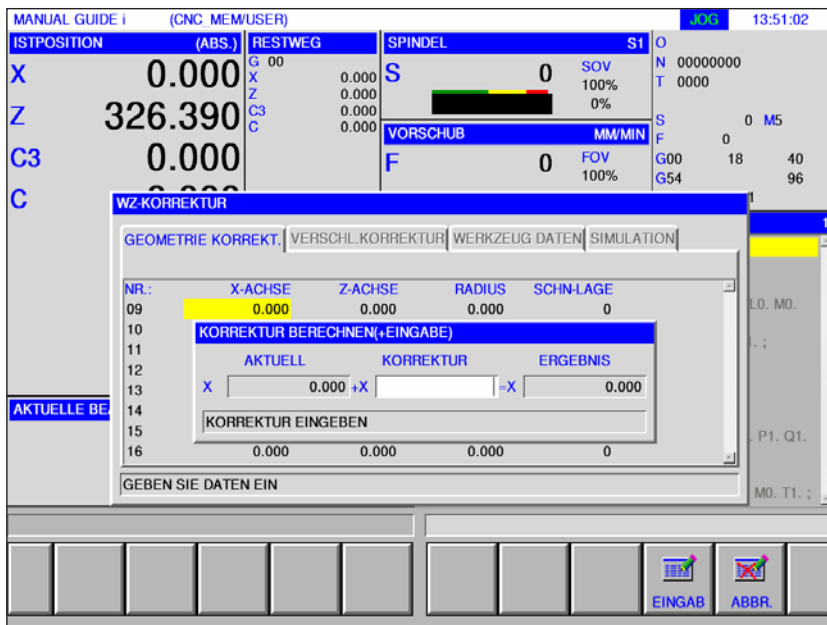 MANUAL GUIDE i (CNC_MEM/USER) JOG 13:51:02
ISTPOSITION (ABS.)
X 0.000
Z 326.390
C3 0.000
C
RESTWEG
G 00
X 0.000
Z 0.000
C3 0.000
C 0.000
SPINDEL S1
S 0 SOV
100%
0%
VORSCHUB MM/MIN
F 0 FOV
100%
O
N 00000000
T 0000
S 0 M5
F 0
G00 18 40
G54 96
1
1
L0. M0.
. ;
. P1. Q1.
M0. T1. ;
WZ-KORREKTUR
GEOMETRIE KORREKT. VERSCHL.KORREKTUR WERKZEUG DATEN SIMULATION
NR.: X-ACHSE Z-ACHSE RADIUS SCHN-LAGE
09 0.000 0.000 0.000 0
10
11
12
13
14
15
16 0.000 0.000 0.000 0
KORREKTUR BERECHNEN(+EINGABE)
AKTUELL KORREKTUR ERGEBNIS
X 0.000 +X =X 0.000
KORREKTUR EINGEBEN
GEBEN SIE DATEN EIN
AKTUELLE BE
EINGAB ABBR.